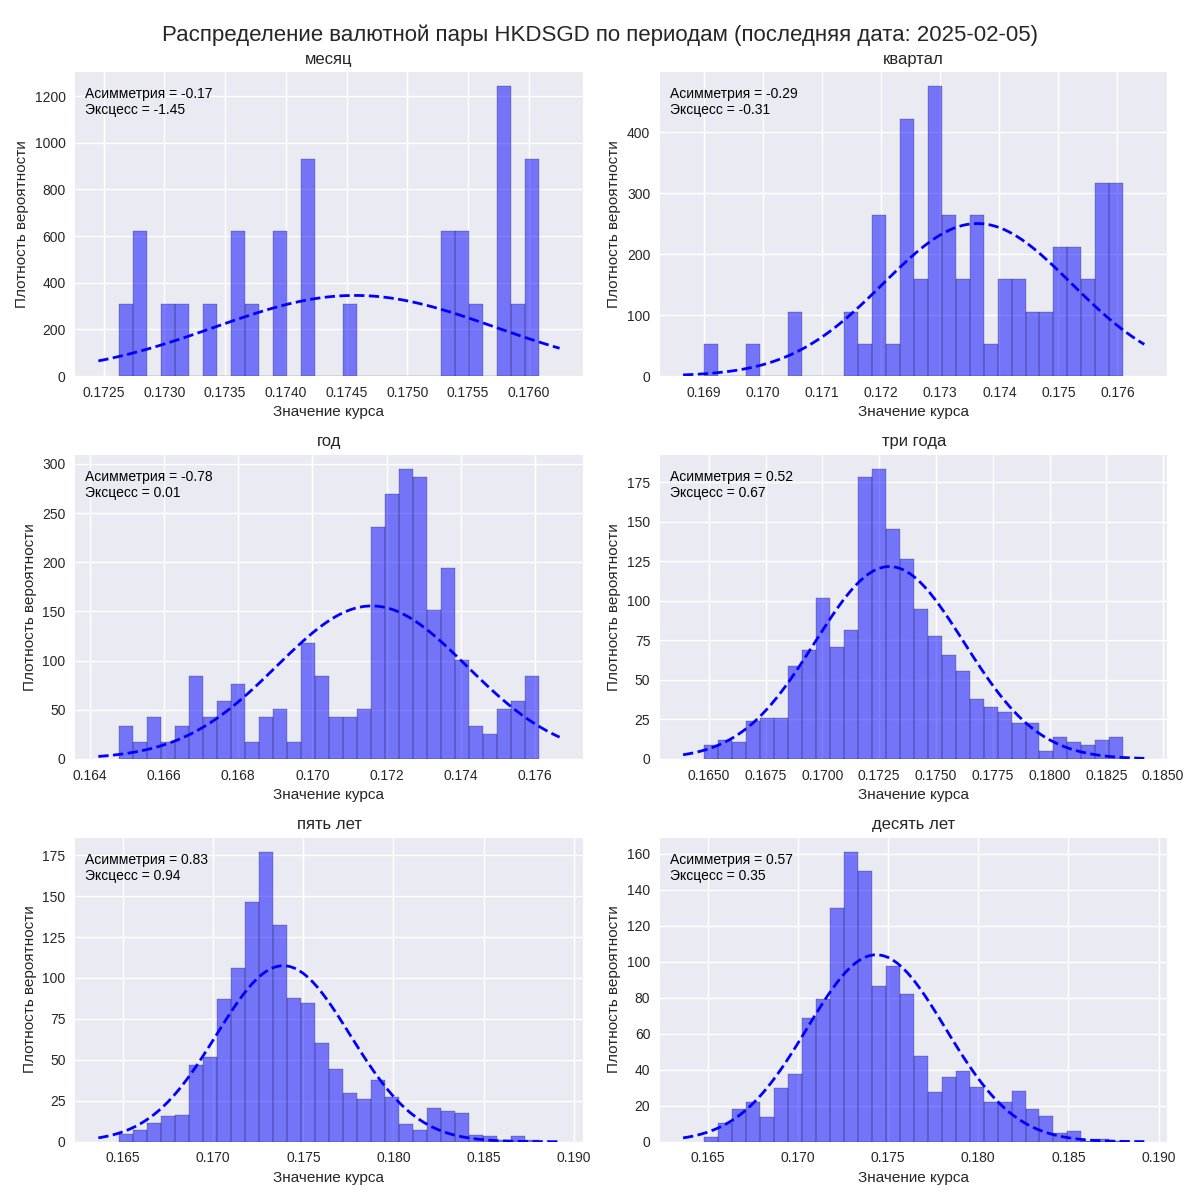 Распределение валютной пары HKDSGD по периодам (последняя дата: 2025-02-05)
месяц
Асимметрия = -0.17
Эксцесс = -1.45
Плотность вероятности
1200
1000
800
600
400
200
0
0.1725 0.1730 0.1735 0.1740 0.1745 0.1750 0.1755 0.1760
Значение курса
квартал
Асимметрия = -0.29
Эксцесс = -0.31
Плотность вероятности
400
300
200
100
0
0.169 0.170 0.171 0.172 0.173 0.174 0.175 0.176
Значение курса
год
Асимметрия = -0.78
Эксцесс = 0.01
Плотность вероятности
300
250
200
150
100
50
0
0.164 0.166 0.168 0.170 0.172 0.174 0.176
Значение курса
три года
Асимметрия = 0.52
Эксцесс = 0.67
Плотность вероятности
175
150
125
100
75
50
25
0
0.1650 0.1675 0.1700 0.1725 0.1750 0.1775 0.1800 0.1825 0.1850
Значение курса
пять лет
Асимметрия = 0.83
Эксцесс = 0.94
Плотность вероятности
175
150
125
100
75
50
25
0
0.165 0.170 0.175 0.180 0.185 0.190
Значение курса
десять лет
Асимметрия = 0.57
Эксцесс = 0.35
Плотность вероятности
160
140
120
100
80
60
40
20
0
0.165 0.170 0.175 0.180 0.185 0.190
Значение курса